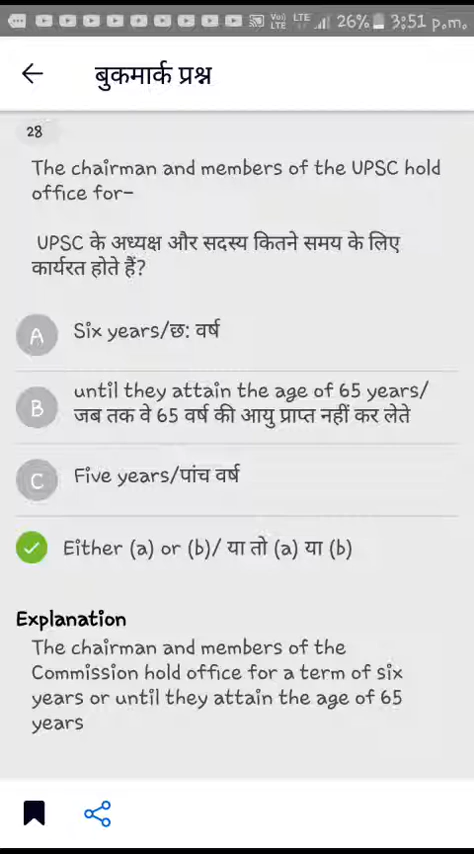 Vo) LTE LTE 26% 3:51 p.m.
बुकमार्क प्रश्न
28
The chairman and members of the UPSC hold
office for-
UPSC के अध्यक्ष और सदस्य कितने समय के लिए
कार्यरत होते हैं?
A Six years/छ: वर्ष
B until they attain the age of 65 years/
जब तक वे 65 वर्ष की आयु प्राप्त नहीं कर लेते
C Five years/पांच वर्ष
Either (a) or (b)/ या तो (a) या (b)
Explanation
The chairman and members of the
Commission hold office for a term of six
years or until they attain the age of 65
years